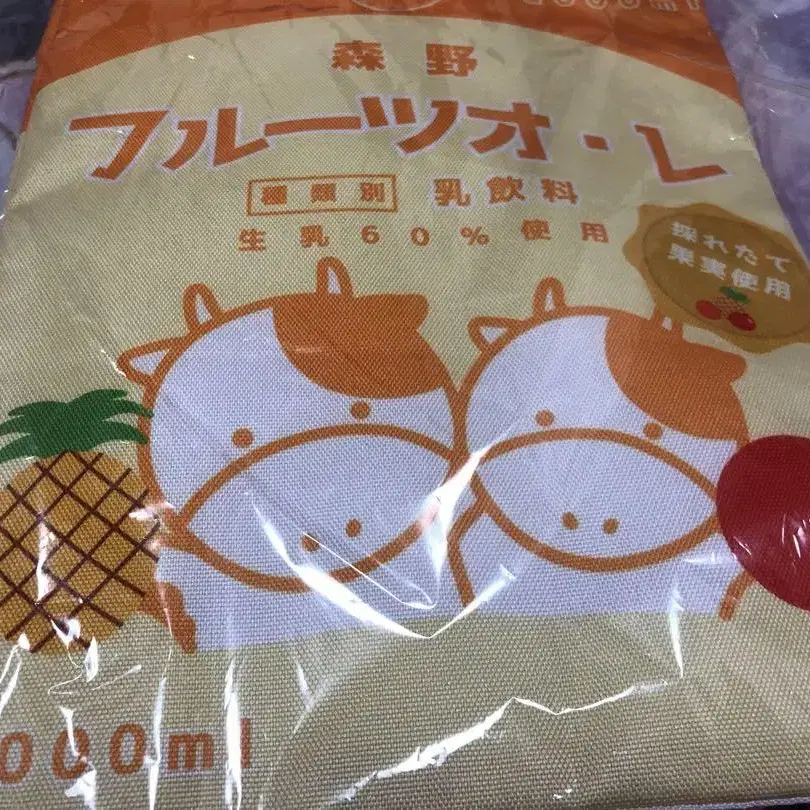 000ml
森野
フルーツオ・レ
種類別 乳飲料
生乳60%使用
採れたて
果実使用
000ml